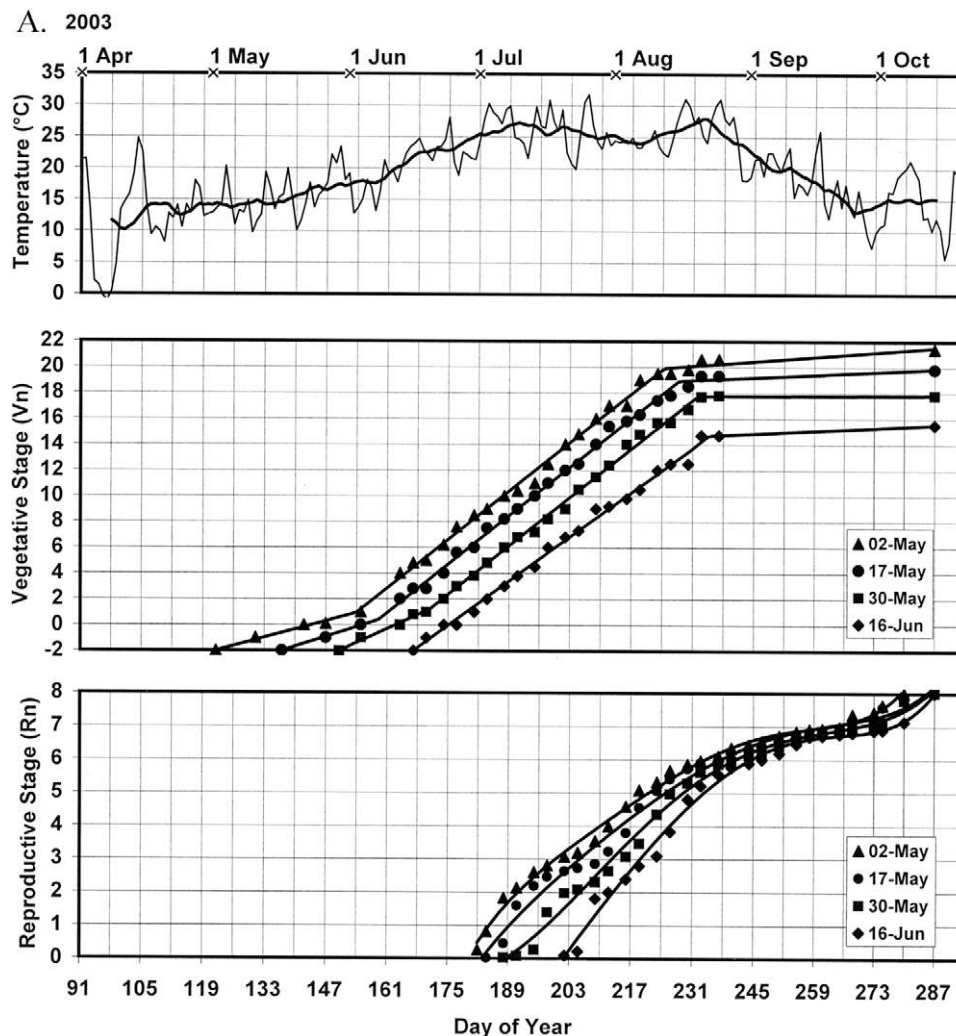 A. 2003
1 Apr 1 May 1 Jun 1 Jul 1 Aug 1 Sep 1 Oct
35
30
25
20
15
10
5
0
Temperature (°C)
22
20
18
16
14
12
10
8
6
4
2
0
-2
Vegetative Stage (Vn)
02-May
17-May
30-May
16-Jun
8
7
6
5
4
3
2
1
0
Reproductive Stage (Rn)
02-May
17-May
30-May
16-Jun
91 105 119 133 147 161 175 189 203 217 231 245 259 273 287
Day of Year